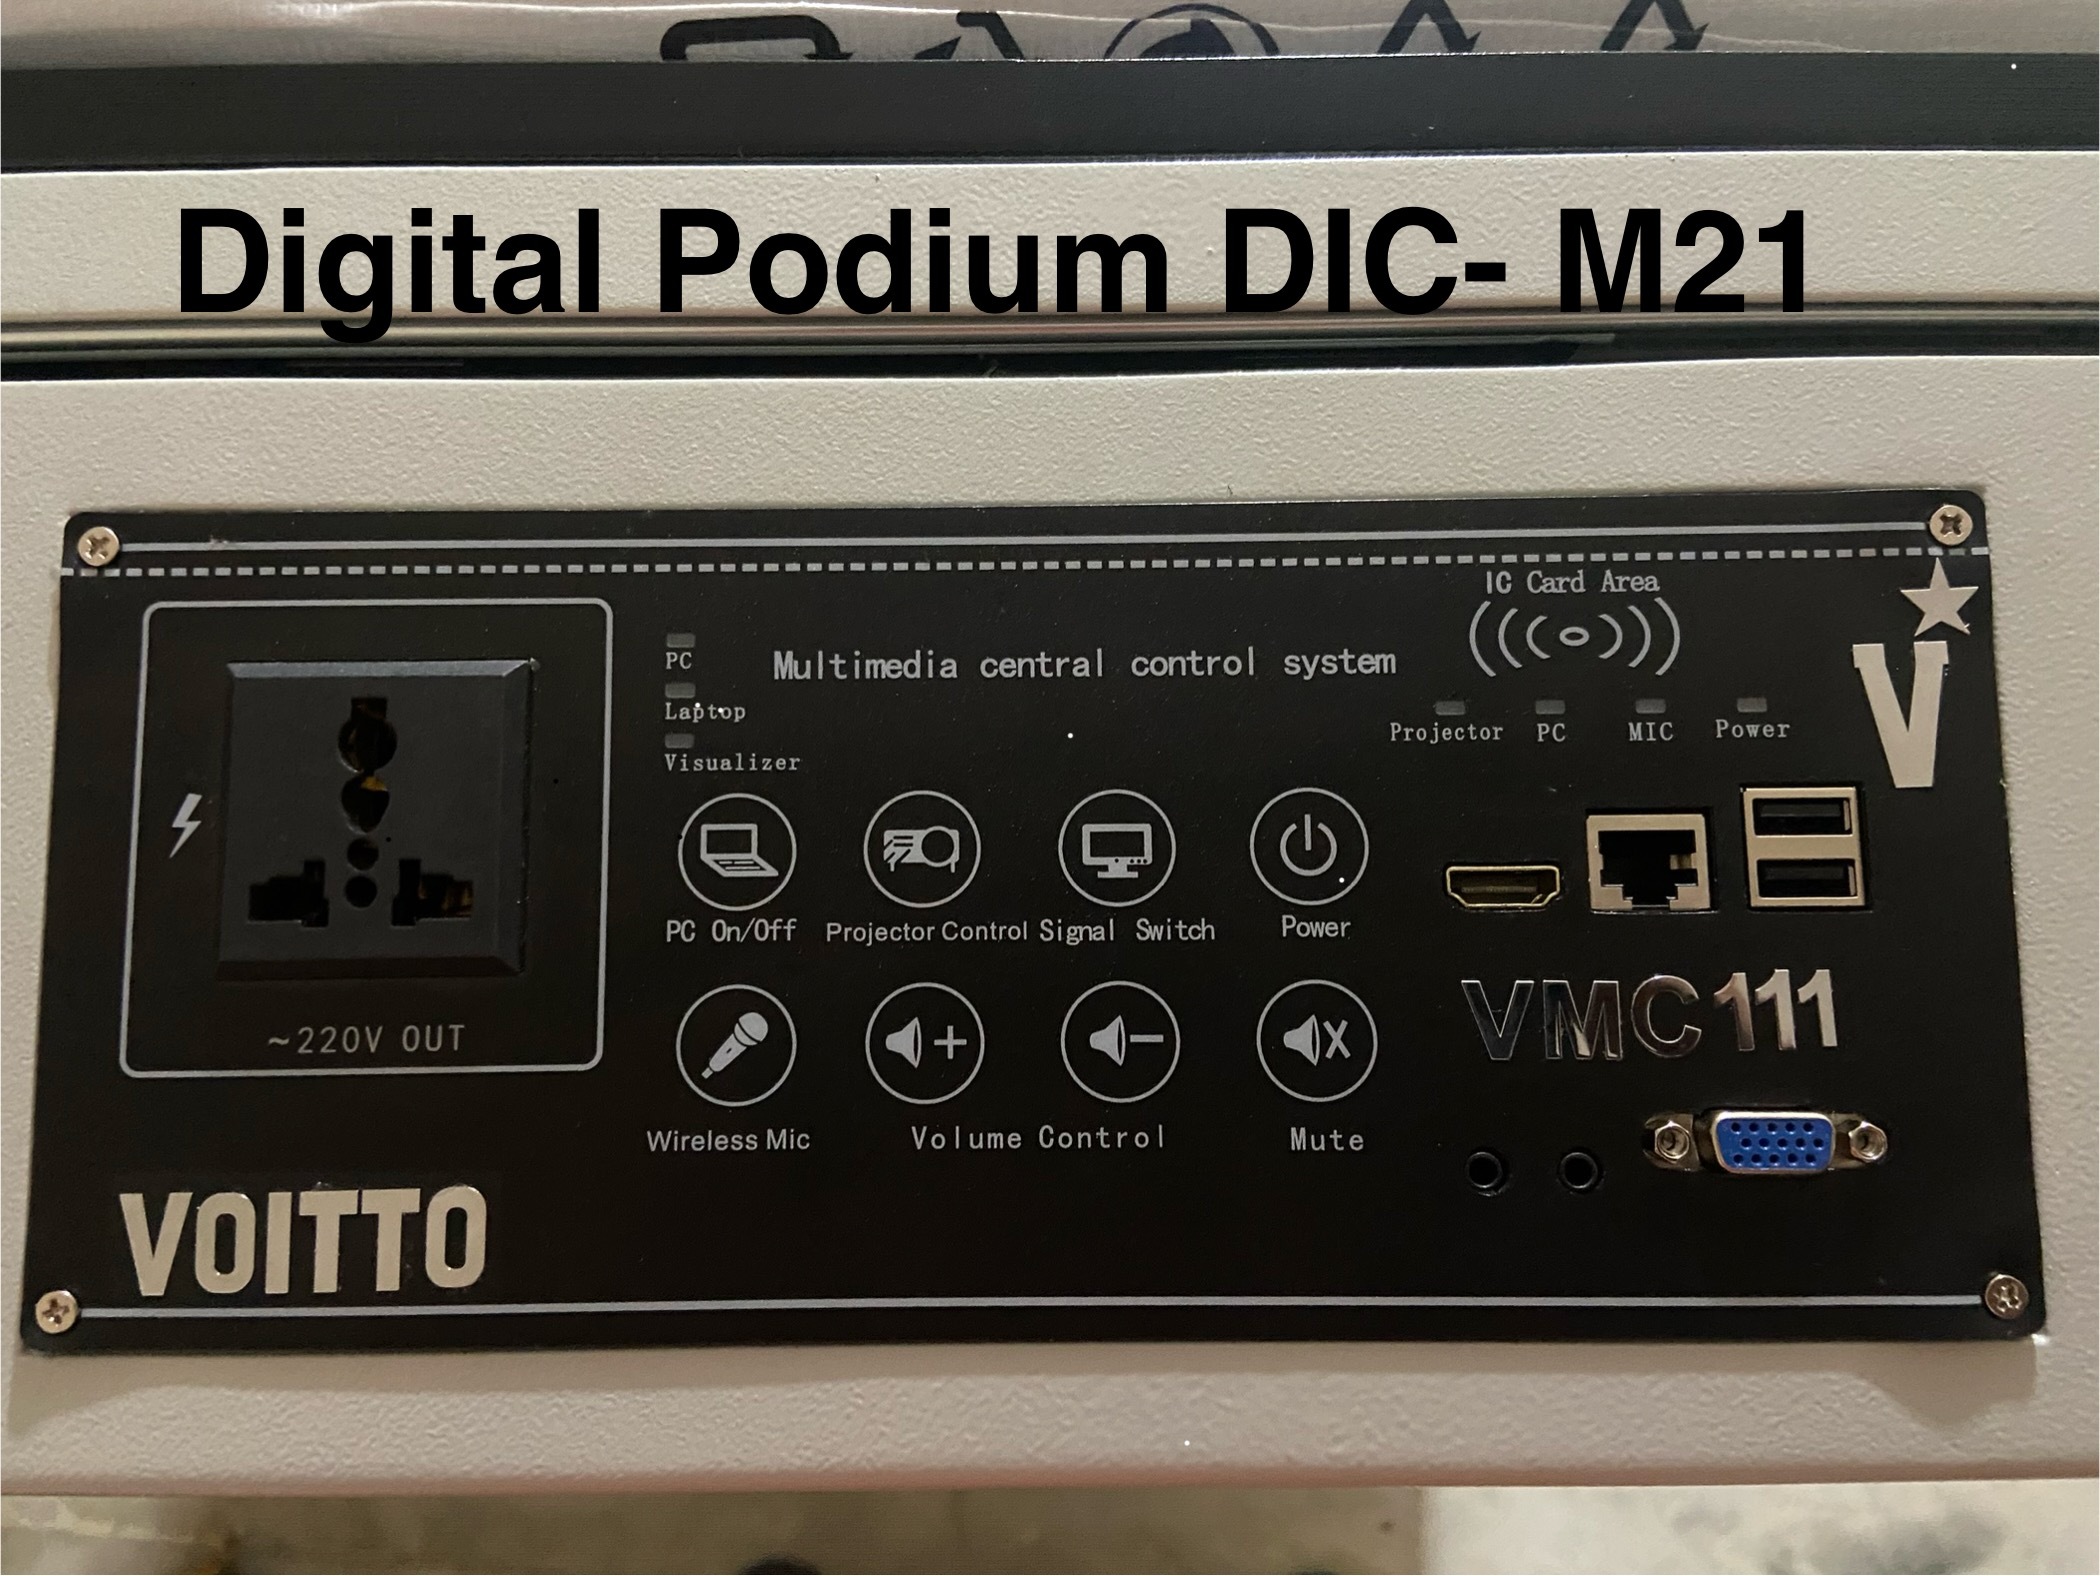 Digital Podium DIC- M21
IC Card Area
PC
Multimedia central control system
Laptop
Visualizer
Projector PC MIC Power
V
PC On/Off Projector Control Signal Switch Power
VMC111
~220V OUT
Wireless Mic Volume Control Mute
VOITTO